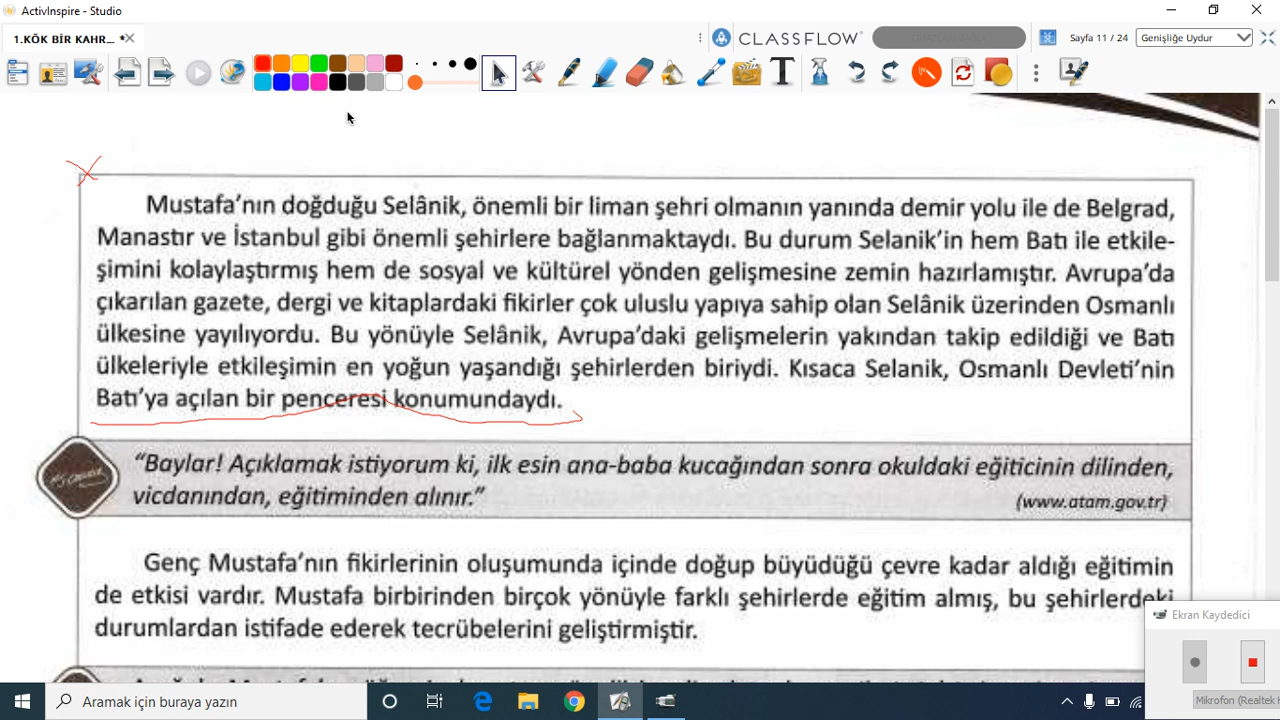 ActivInspire - Studio
1.KÖK BİR KAHR... *
CLASSFLOW
Sayfa 11 / 24
Genişliğe Uydur
Mustafa'nın doğduğu Selânik, önemli bir liman şehri olmanın yanında demir yolu ile de Belgrad,
Manastır ve İstanbul gibi önemli şehirlere bağlanmaktaydı. Bu durum Selanik'in hem Batı ile etkile-
şimini kolaylaştırmış hem de sosyal ve kültürel yönden gelişmesine zemin hazırlamıştır. Avrupa'da
çıkarılan gazete, dergi ve kitaplardaki fikirler çok uluslu yapıya sahip olan Selânik üzerinden Osmanlı
ülkesine yayılıyordu. Bu yönüyle Selânik, Avrupa'daki gelişmelerin yakından takip edildiği ve Batı
ülkeleriyle etkileşimin en yoğun yaşandığı şehirlerden biriydi. Kısaca Selanik, Osmanlı Devleti'nin
Batı'ya açılan bir penceresi konumundaydı.
"Baylar! Açıklamak istiyorum ki, ilk esin ana-baba kucağından sonra okuldaki eğiticinin dilinden,
vicdanından, eğitiminden alınır."
(www.atam.gov.tr)
Genç Mustafa'nın fikirlerinin oluşumunda içinde doğup büyüdüğü çevre kadar aldığı eğitimin
de etkisi vardır. Mustafa birbirinden birçok yönüyle farklı şehirlerde eğitim almış, bu şehirlerdeki
durumlardan istifade ederek tecrübelerini geliştirmiştir.
Ekran Kaydedici
Mikrofon (Realtek
Aramak için buraya yazın